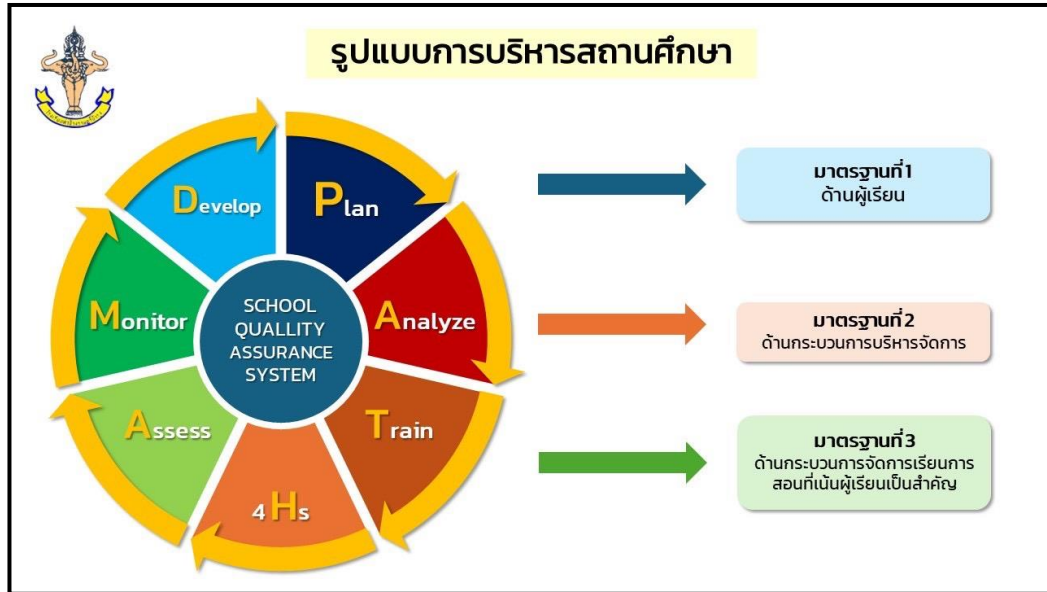 รูปแบบการบริหารสถานศึกษา
Plan
Analyze
Train
4 Hs
Assess
Monitor
Develop
SCHOOL
QUALLITY
ASSURANCE
SYSTEM
มาตรฐานที่1
ด้านผู้เรียน
มาตรฐานที่2
ด้านกระบวนการบริหารจัดการ
มาตรฐานที่3
ด้านกระบวนการจัดการเรียนการ
สอนที่เน้นผู้เรียนเป็นสำคัญ